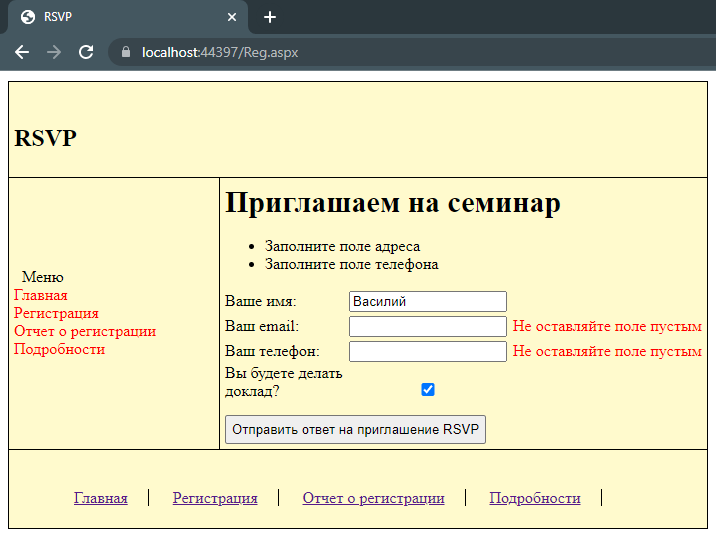 RSVP
localhost:44397/Reg.aspx
RSVP
Меню
Главная
Регистрация
Отчет о регистрации
Подробности
Приглашаем на семинар
Заполните поле адреса
Заполните поле телефона
Ваше имя: Василий
Ваш email: Не оставляйте поле пустым
Ваш телефон: Не оставляйте поле пустым
Вы будете делать
доклад?
Отправить ответ на приглашение RSVP
Главная Регистрация Отчет о регистрации Подробности